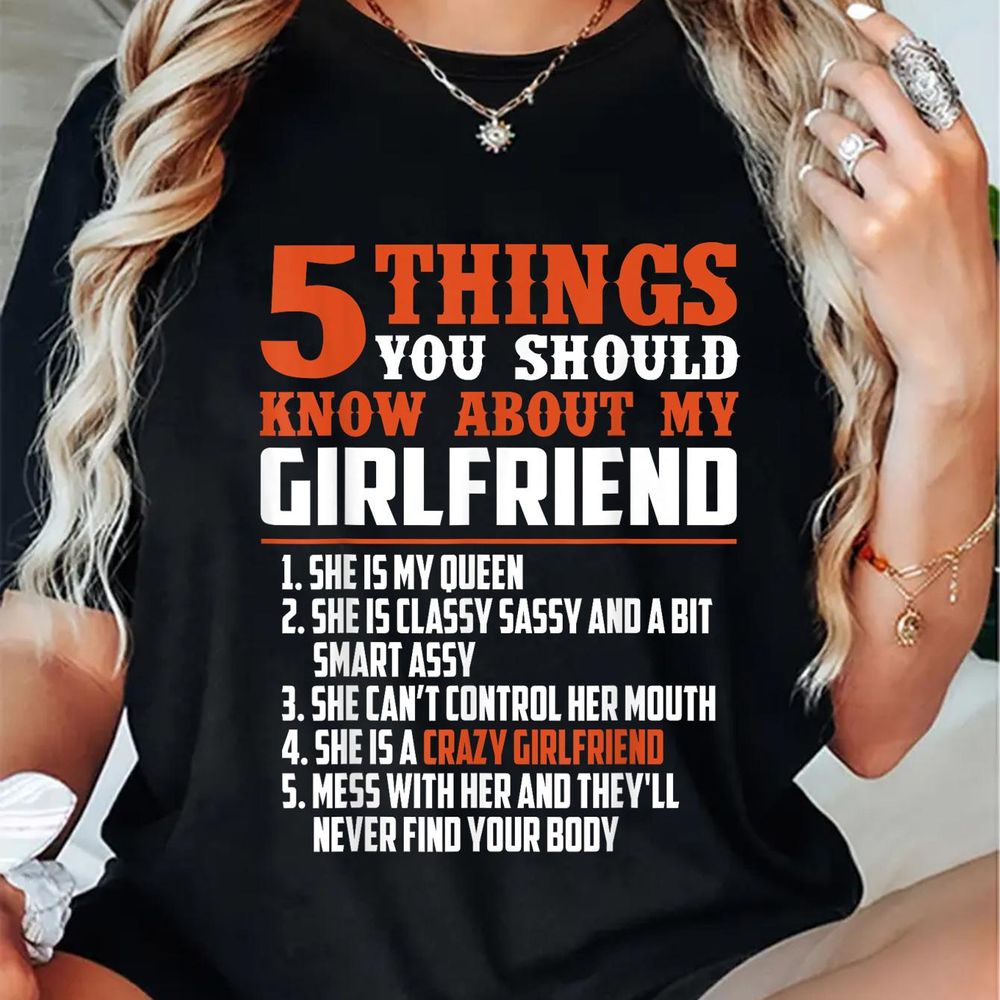 5 THINGS
YOU SHOULD
KNOW ABOUT MY
GIRLFRIEND
1. SHE IS MY QUEEN
2. SHE IS CLASSY SASSY AND A BIT
SMART ASSY
3. SHE CAN'T CONTROL HER MOUTH
4. SHE IS A CRAZY GIRLFRIEND
5. MESS WITH HER AND THEY'LL
NEVER FIND YOUR BODY